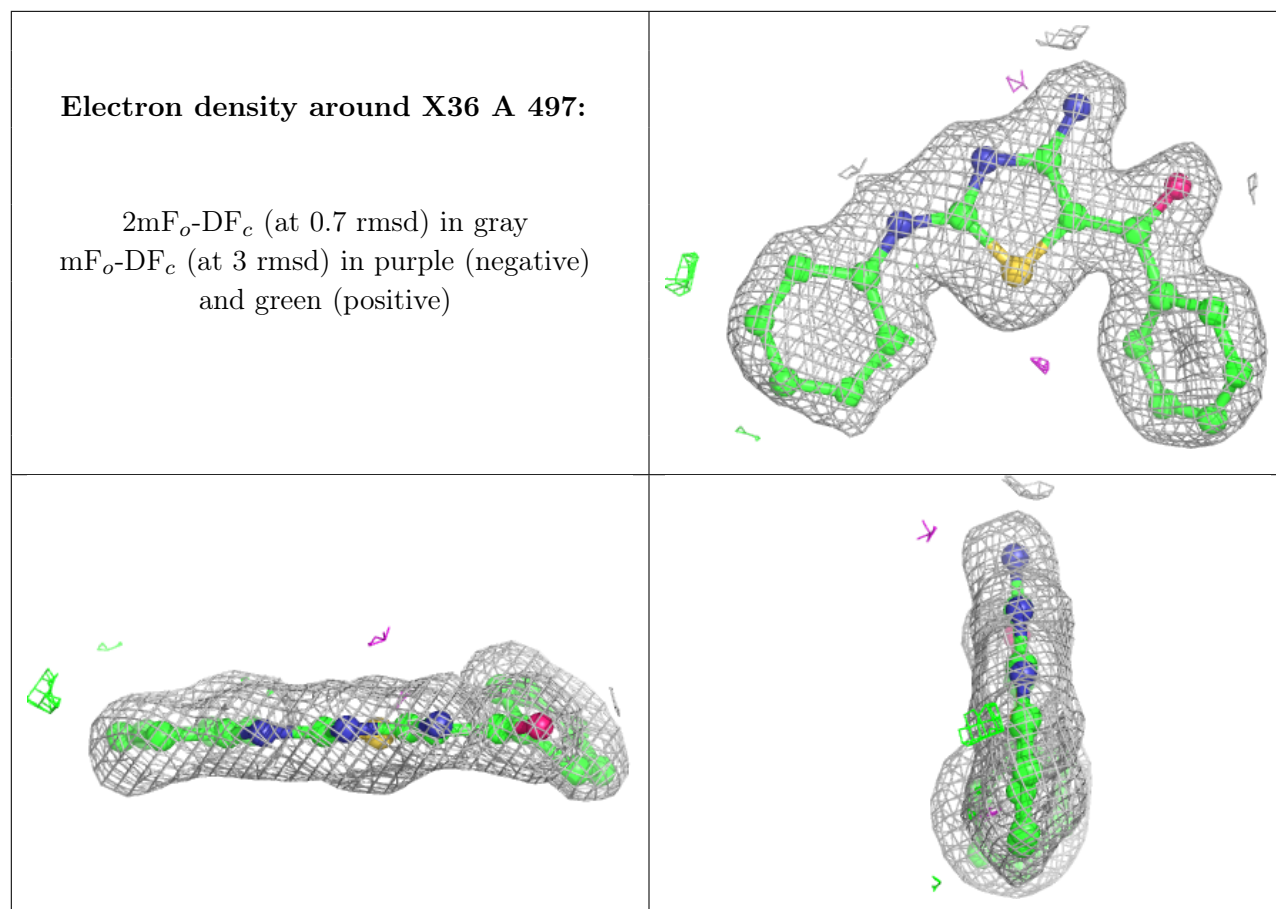 Electron density around X36 A 497:
2mFo-DFc (at 0.7 rmsd) in gray
mFo-DFc (at 3 rmsd) in purple (negative)
and green (positive)